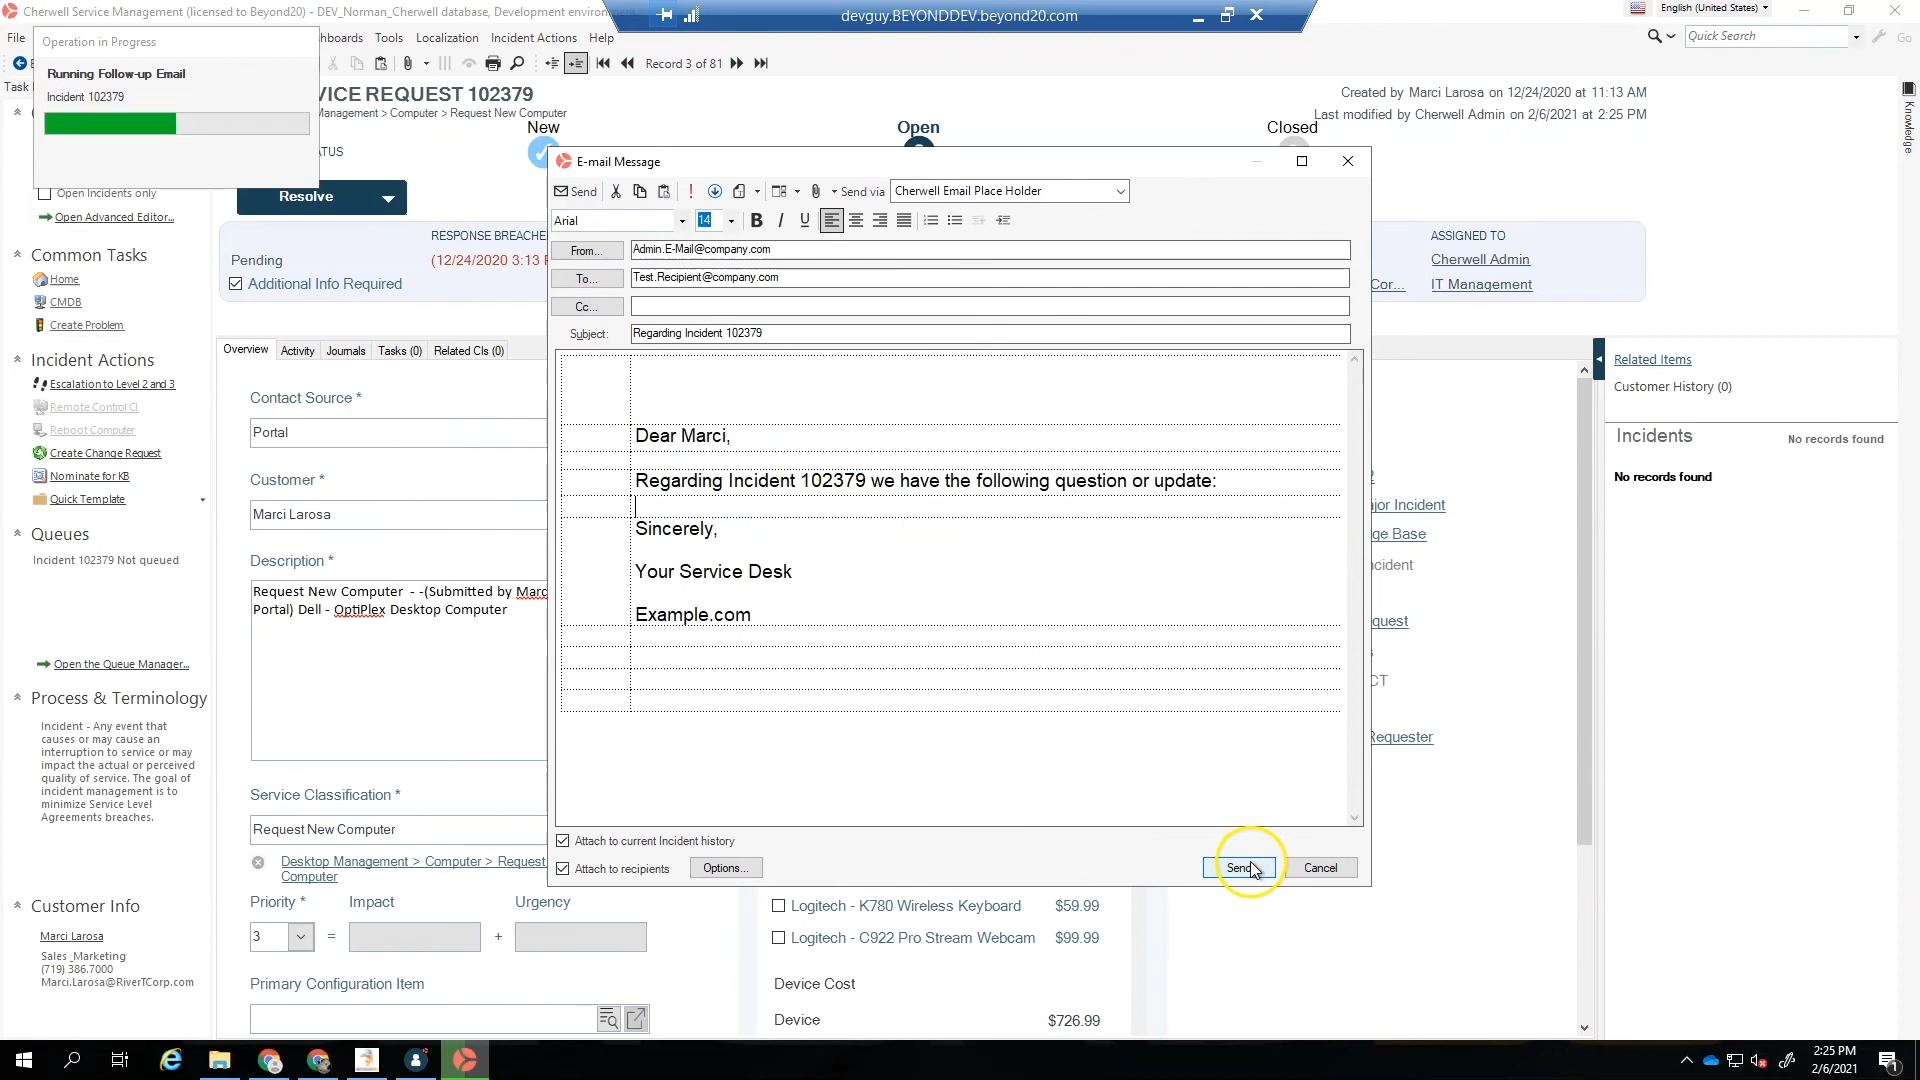 Cherwell Service Management (licensed to Beyond20) - DEV_Norman_Cherwell database, Development environ
devguy.BEYONDDEV.beyond20.com
English (United States)
File
Operation in Progress
Running Follow-up Email
Incident 102379
hboards
Tools
Localization
Incident Actions
Help
Quick Search
Go
Record 3 of 81
Task
VICE REQUEST 102379
Management > Computer > Request New Computer
Created by Marci Larosa on 12/24/2020 at 11:13 AM
Last modified by Cherwell Admin on 2/6/2021 at 2:25 PM
Knowledge
New
Open
Closed
ATUS
Open Incidents only
Open Advanced Editor...
Resolve
RESPONSE BREACHE
Pending
(12/24/2020 3:13 P
Additional Info Required
ASSIGNED TO
Cherwell Admin
Cor...
IT Management
E-mail Message
Send
Send via
Cherwell Email Place Holder
Arial
14
B
I
U
From...
Admin.E-Mail@company.com
To...
Test.Recipient@company.com
Cc...
Subject:
Regarding Incident 102379
Dear Marci,
Regarding Incident 102379 we have the following question or update:
Sincerely,
Your Service Desk
Example.com
Attach to current Incident history
Attach to recipients
Options...
Send
Cancel
Common Tasks
Home
CMDB
Create Problem
Incident Actions
Escalation to Level 2 and 3
Remote Control CI
Reboot Computer
Create Change Request
Nominate for KB
Quick Template
Queues
Incident 102379 Not queued
Open the Queue Manager...
Process & Terminology
Incident - Any event that
causes or may cause an
interruption to service or may
impact the actual or perceived
quality of service. The goal of
incident management is to
minimize Service Level
Agreements breaches.
Customer Info
Marci Larosa
Sales _Marketing
(719) 386.7000
Marci.Larosa@RiverTCorp.com
Overview
Activity
Journals
Tasks (0)
Related CIs (0)
Contact Source *
Portal
Customer *
Marci Larosa
Description *
Request New Computer - -(Submitted by Marc
Portal) Dell - OptiPlex Desktop Computer
Service Classification *
Request New Computer
Desktop Management > Computer > Request
Computer
Priority *
Impact
Urgency
3
=
+
Primary Configuration Item
Logitech - K780 Wireless Keyboard
$59.99
Logitech - C922 Pro Stream Webcam
$99.99
Device Cost
Device
$726.99
jor Incident
ge Base
ncident
quest
CT
Requester
Related Items
Customer History (0)
Incidents
No records found
No records found
2:25 PM
2/6/2021
1